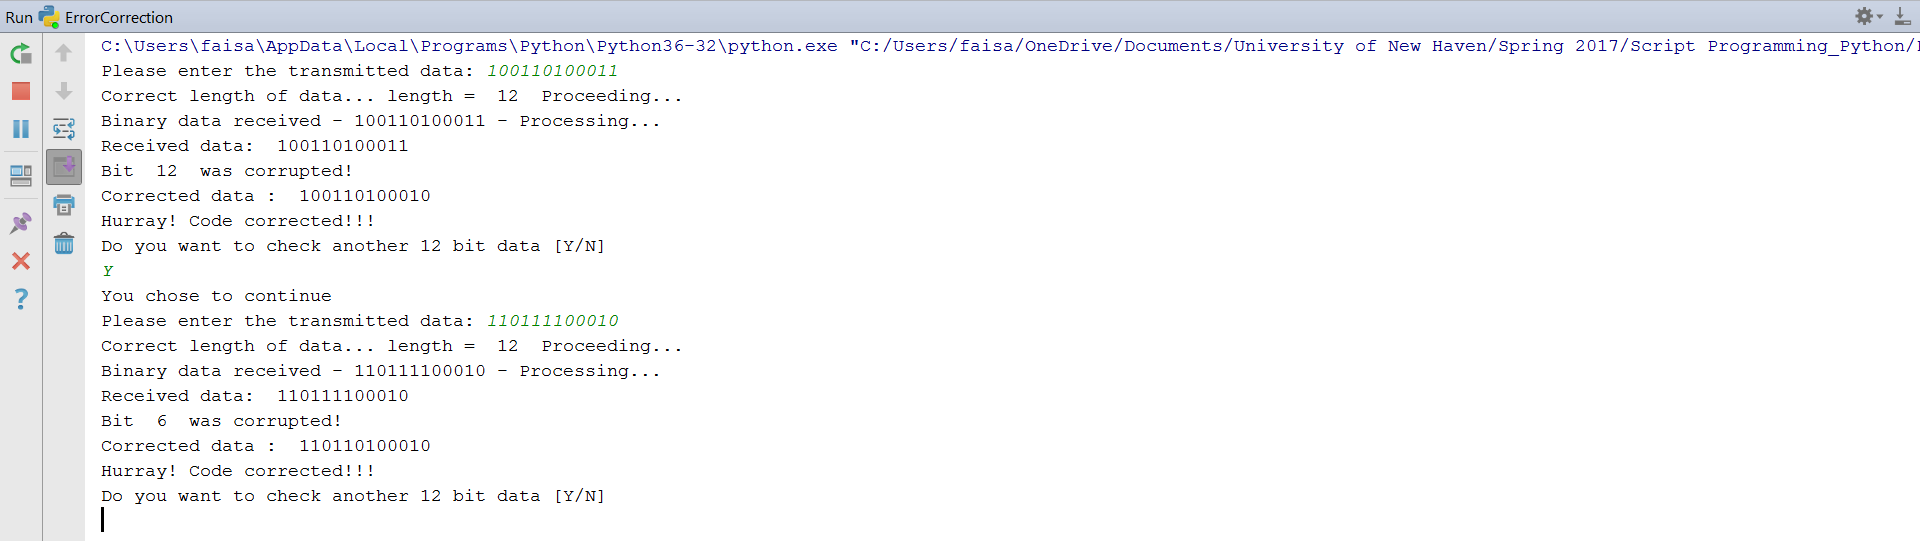 Run ErrorCorrection
C:\Users\faisa\AppData\Local\Programs\Python\Python36-32\python.exe "C:/Users/faisa/OneDrive/Documents/University of New Haven/Spring 2017/Script Programming_Python/
Please enter the transmitted data: 100110100011
Correct length of data... length =  12  Proceeding...
Binary data received - 100110100011 - Processing...
Received data:  100110100011
Bit  12  was corrupted!
Corrected data :  100110100010
Hurray! Code corrected!!!
Do you want to check another 12 bit data [Y/N]
Y
You chose to continue
Please enter the transmitted data: 110111100010
Correct length of data... length =  12  Proceeding...
Binary data received - 110111100010 - Processing...
Received data:  110111100010
Bit  6  was corrupted!
Corrected data :  110110100010
Hurray! Code corrected!!!
Do you want to check another 12 bit data [Y/N]